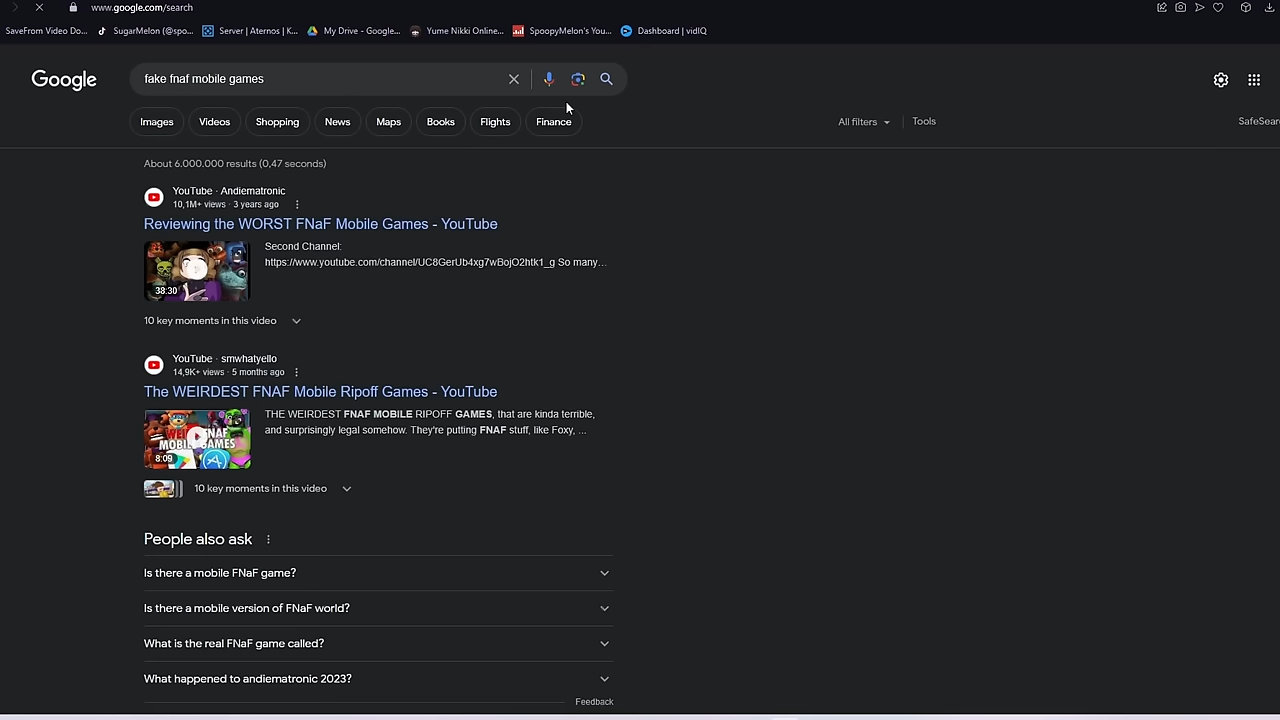 www.google.com/search
SaveFrom Video Do...
SugarMelon (@spo...
Server | Aternos | K...
My Drive - Google...
Yume Nikki Online...
SpoopyMelon's You...
Dashboard | vidIQ
Google
fake fnaf mobile games
Images
Videos
Shopping
News
Maps
Books
Flights
Finance
All filters
Tools
SafeSear
About 6.000.000 results (0,47 seconds)
YouTube · Andiematronic
10,1M+ views · 3 years ago
Reviewing the WORST FNaF Mobile Games - YouTube
Second Channel:
https://www.youtube.com/channel/UC8GerUb4xg7wBojO2htk1_g So many...
38:30
10 key moments in this video
YouTube · smwhatyello
14,9K+ views · 5 months ago
The WEIRDEST FNAF Mobile Ripoff Games - YouTube
THE WEIRDEST FNAF MOBILE RIPOFF GAMES, that are kinda terrible,
and surprisingly legal somehow. They're putting FNAF stuff, like Foxy, ...
8:09
10 key moments in this video
People also ask
Is there a mobile FNaF game?
Is there a mobile version of FNaF world?
What is the real FNaF game called?
What happened to andiematronic 2023?
Feedback